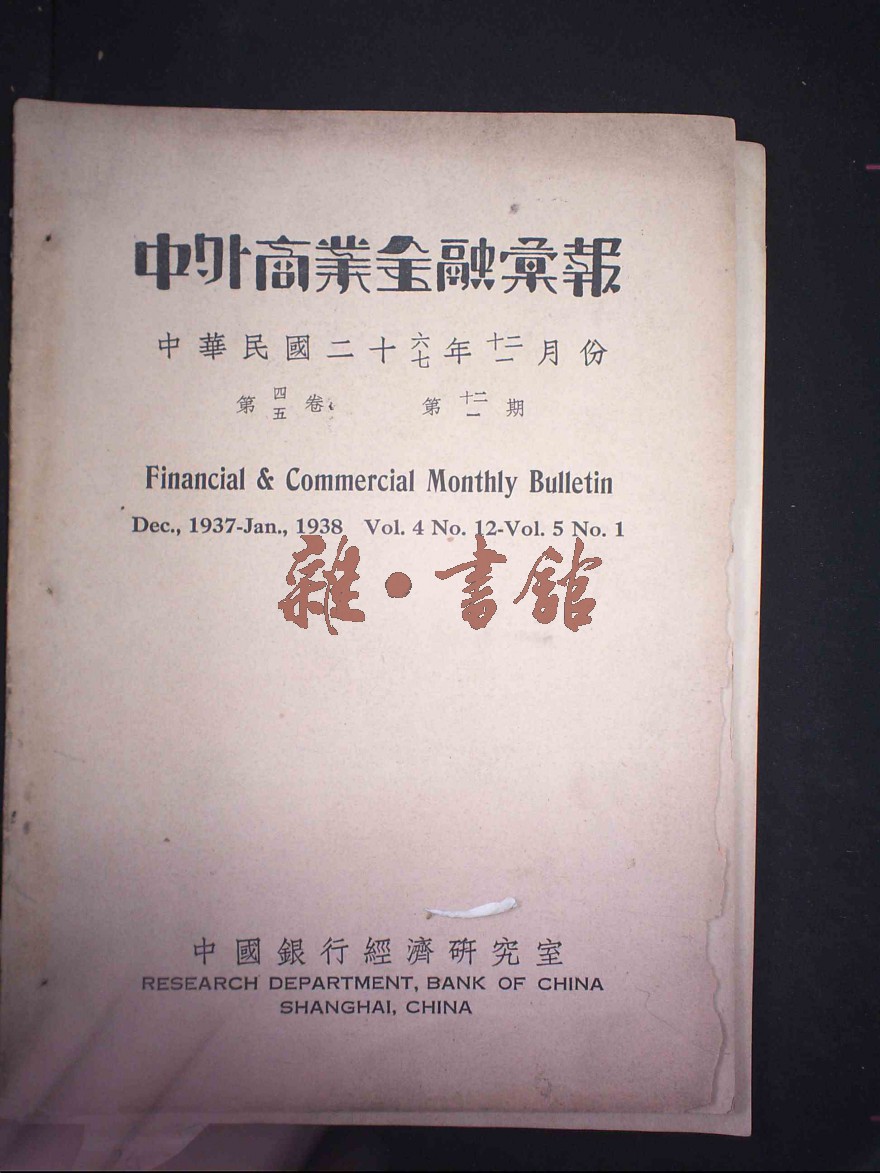 中外商業金融彙報
中華民國二十六七年十二一月份
第四五卷 第十二一期
Financial & Commercial Monthly Bulletin
Dec., 1937-Jan., 1938 Vol. 4 No. 12-Vol. 5 No. 1
雜·書館
中國銀行經濟研究室
RESEARCH DEPARTMENT, BANK OF CHINA
SHANGHAI, CHINA